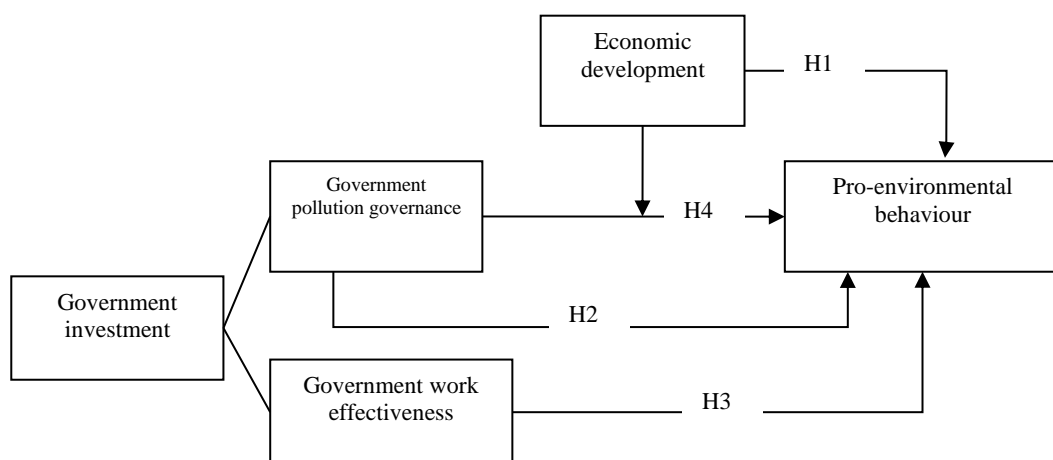 Economic
development
H1
Government
pollution governance
H4
Pro-environmental
behaviour
Government
investment
H2
Government work
effectiveness
H3